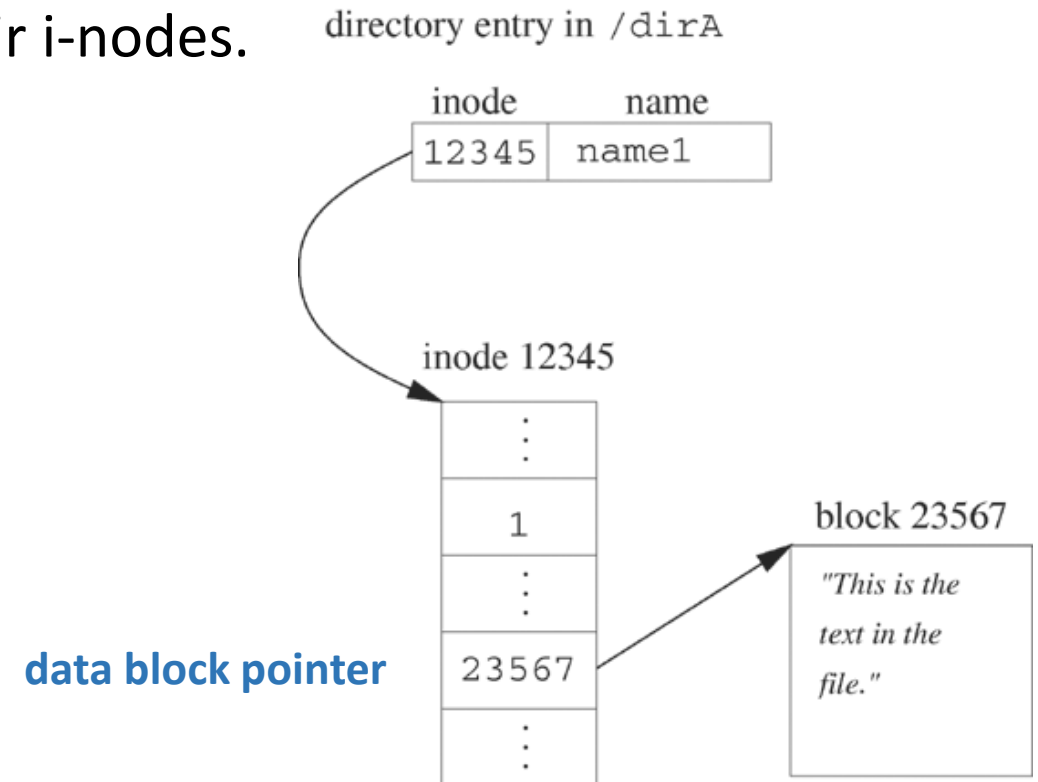 r i-nodes.
directory entry in /dirA
inode name
12345 name1
inode 12345
1
block 23567
"This is the
text in the
file."
data block pointer
23567